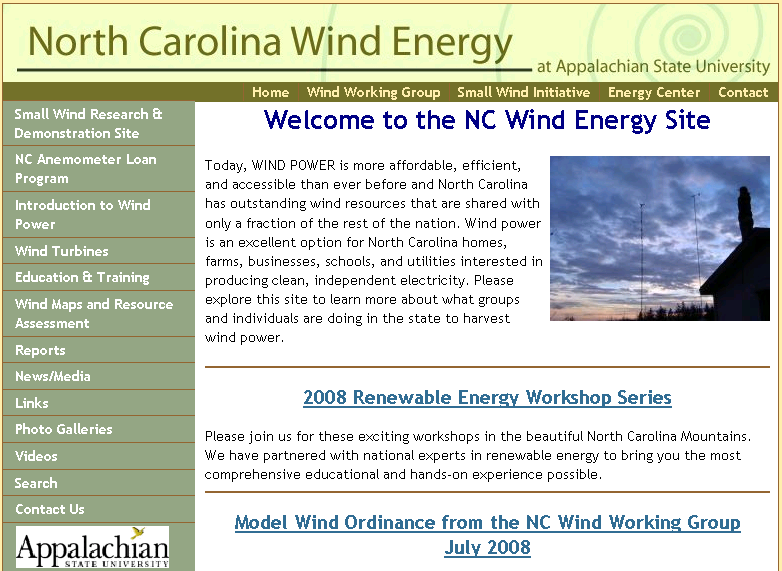 North Carolina Wind Energy
at Appalachian State University
Home Wind Working Group Small Wind Initiative Energy Center Contact
Small Wind Research &
Demonstration Site
NC Anemometer Loan
Program
Introduction to Wind
Power
Wind Turbines
Education & Training
Wind Maps and Resource
Assessment
Reports
News/Media
Links
Photo Galleries
Videos
Search
Contact Us
Appalachian
STATE UNIVERSITY
Welcome to the NC Wind Energy Site
Today, WIND POWER is more affordable, efficient,
and accessible than ever before and North Carolina
has outstanding wind resources that are shared with
only a fraction of the rest of the nation. Wind power
is an excellent option for North Carolina homes,
farms, businesses, schools, and utilities interested in
producing clean, independent electricity. Please
explore this site to learn more about what groups
and individuals are doing in the state to harvest
wind power.
2008 Renewable Energy Workshop Series
Please join us for these exciting workshops in the beautiful North Carolina Mountains.
We have partnered with national experts in renewable energy to bring you the most
comprehensive educational and hands-on experience possible.
Model Wind Ordinance from the NC Wind Working Group
July 2008